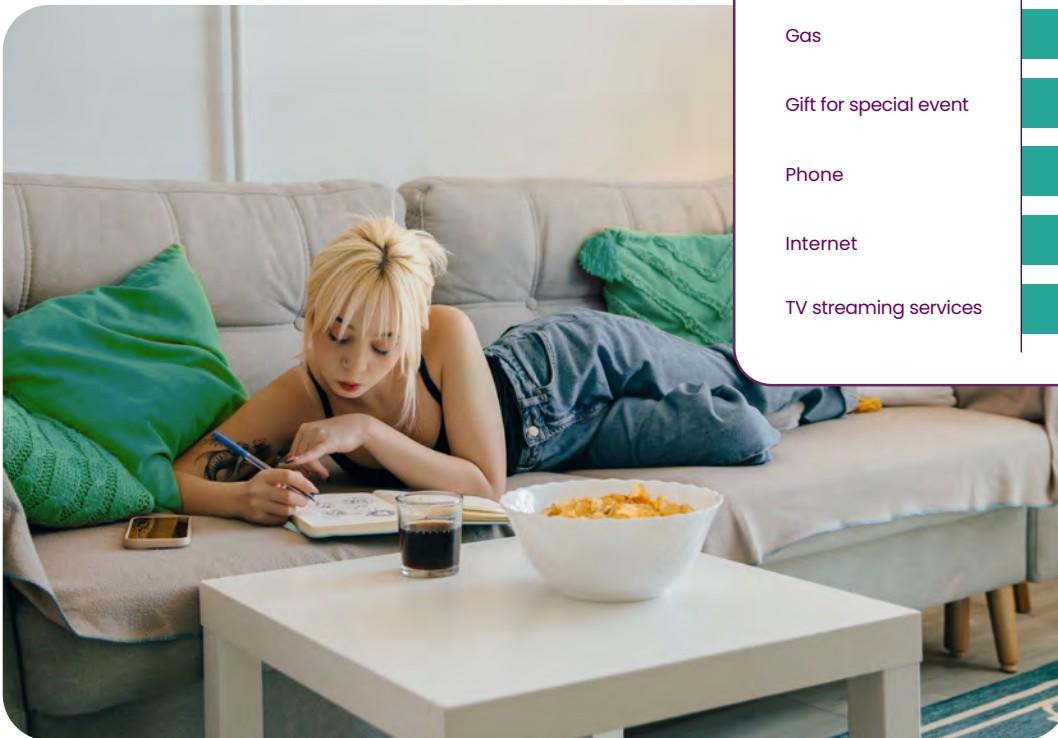 Gas
Gift for special event
Phone
Internet
TV streaming services